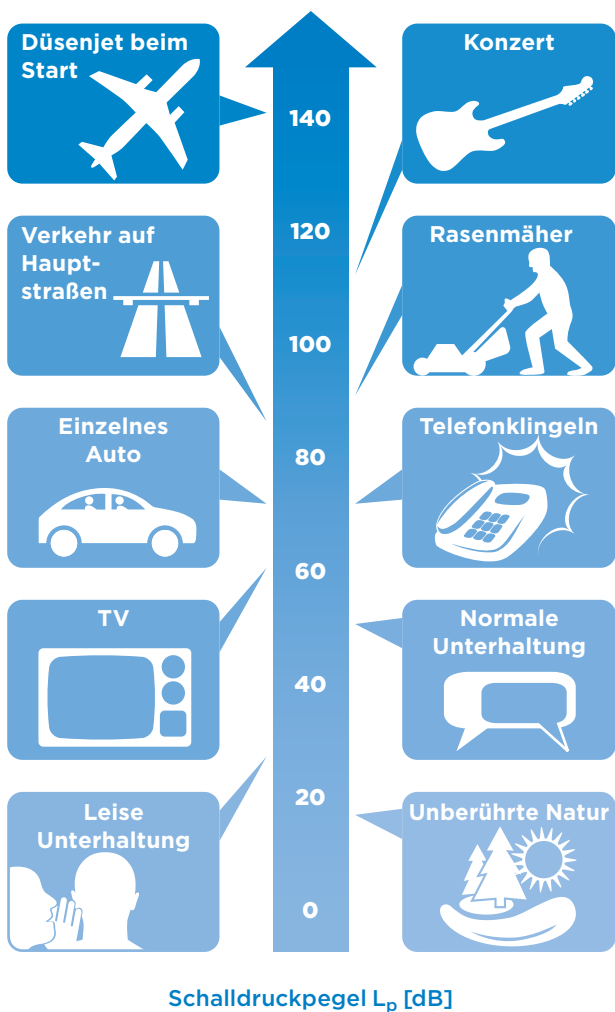 Düsenjet beim
Start
Konzert
140
Verkehr auf
Haupt-
straßen
120
Rasenmäher
100
Einzelnes
Auto
80
Telefonklingeln
60
TV
Normale
Unterhaltung
40
Leise
Unterhaltung
20
Unberührte Natur
0
Schalldruckpegel Lp [dB]